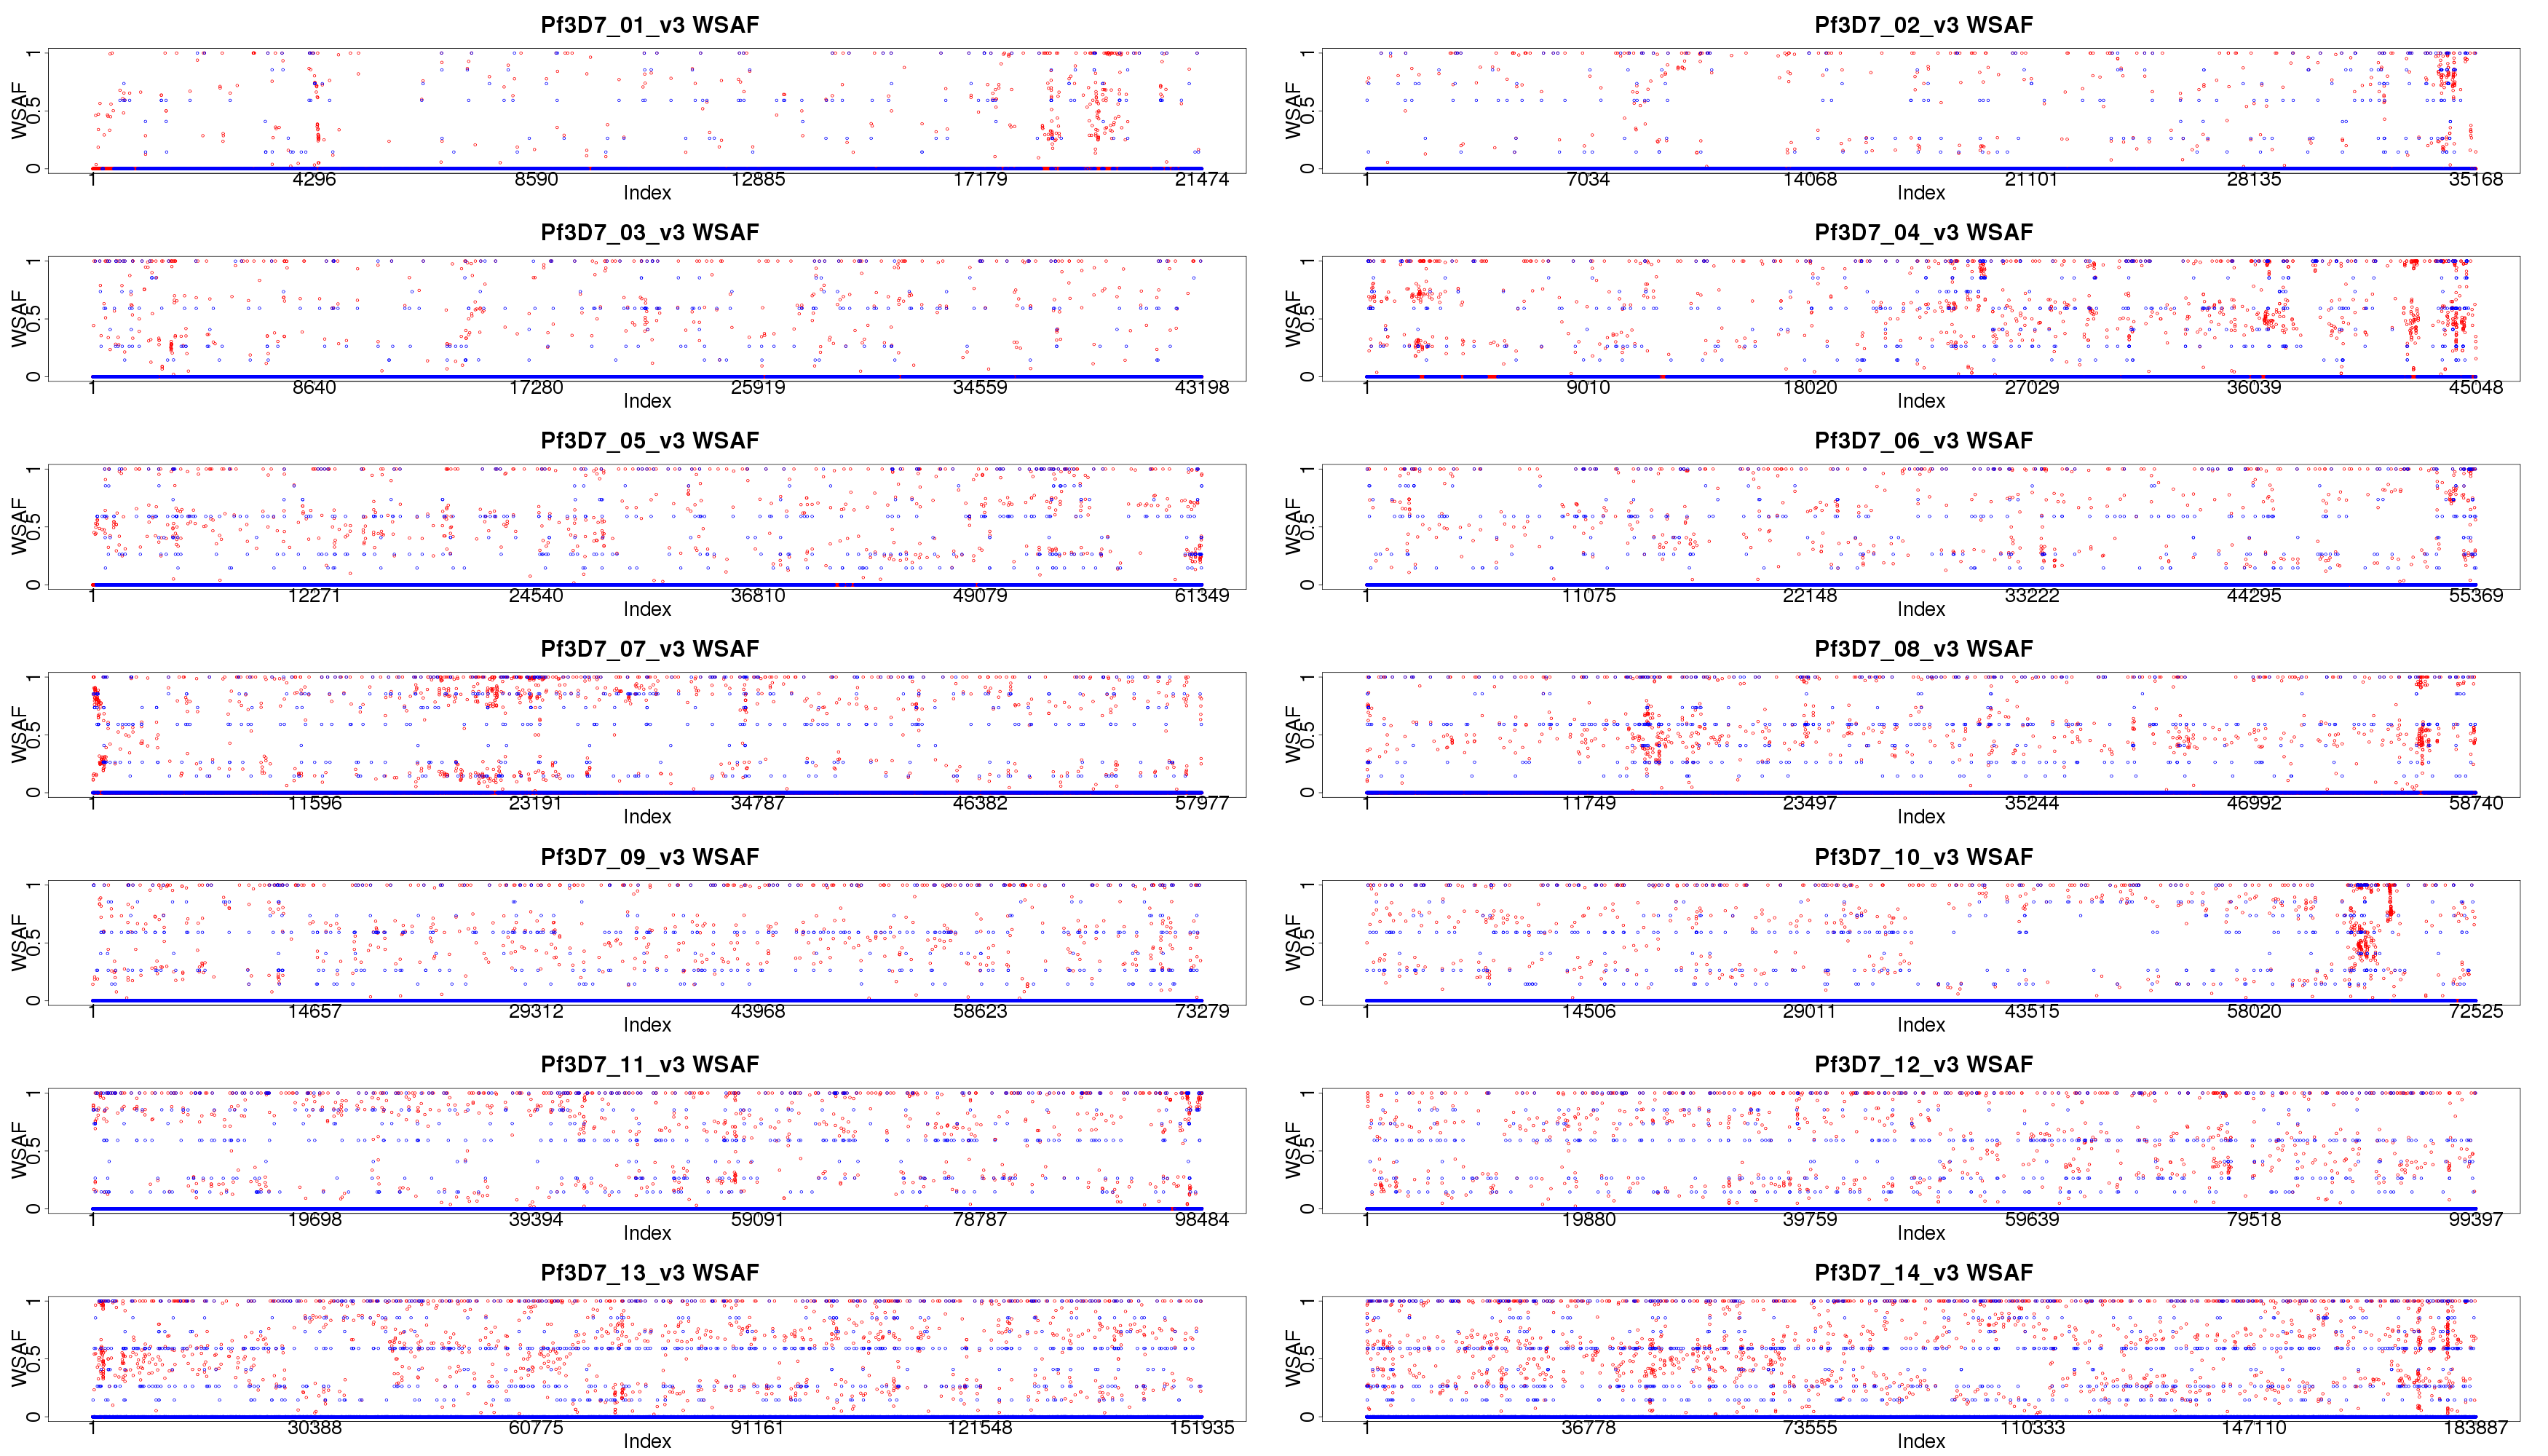 Pf3D7_01_v3 WSAF
WSAF
0 0.5 1
1 4296 8590 12885 17179 21474
Index
Pf3D7_02_v3 WSAF
WSAF
0 0.5 1
1 7034 14068 21101 28135 35168
Index
Pf3D7_03_v3 WSAF
WSAF
0 0.5 1
1 8640 17280 25919 34559 43198
Index
Pf3D7_04_v3 WSAF
WSAF
0 0.5 1
1 9010 18020 27029 36039 45048
Index
Pf3D7_05_v3 WSAF
WSAF
0 0.5 1
1 12271 24540 36810 49079 61349
Index
Pf3D7_06_v3 WSAF
WSAF
0 0.5 1
1 11075 22148 33222 44295 55369
Index
Pf3D7_07_v3 WSAF
WSAF
0 0.5 1
1 11596 23191 34787 46382 57977
Index
Pf3D7_08_v3 WSAF
WSAF
0 0.5 1
1 11749 23497 35244 46992 58740
Index
Pf3D7_09_v3 WSAF
WSAF
0 0.5 1
1 14657 29312 43968 58623 73279
Index
Pf3D7_10_v3 WSAF
WSAF
0 0.5 1
1 14506 29011 43515 58020 72525
Index
Pf3D7_11_v3 WSAF
WSAF
0 0.5 1
1 19698 39394 59091 78787 98484
Index
Pf3D7_12_v3 WSAF
WSAF
0 0.5 1
1 19880 39759 59639 79518 99397
Index
Pf3D7_13_v3 WSAF
WSAF
0 0.5 1
1 30388 60775 91161 121548 151935
Index
Pf3D7_14_v3 WSAF
WSAF
0 0.5 1
1 36778 73555 110333 147110 183887
Index